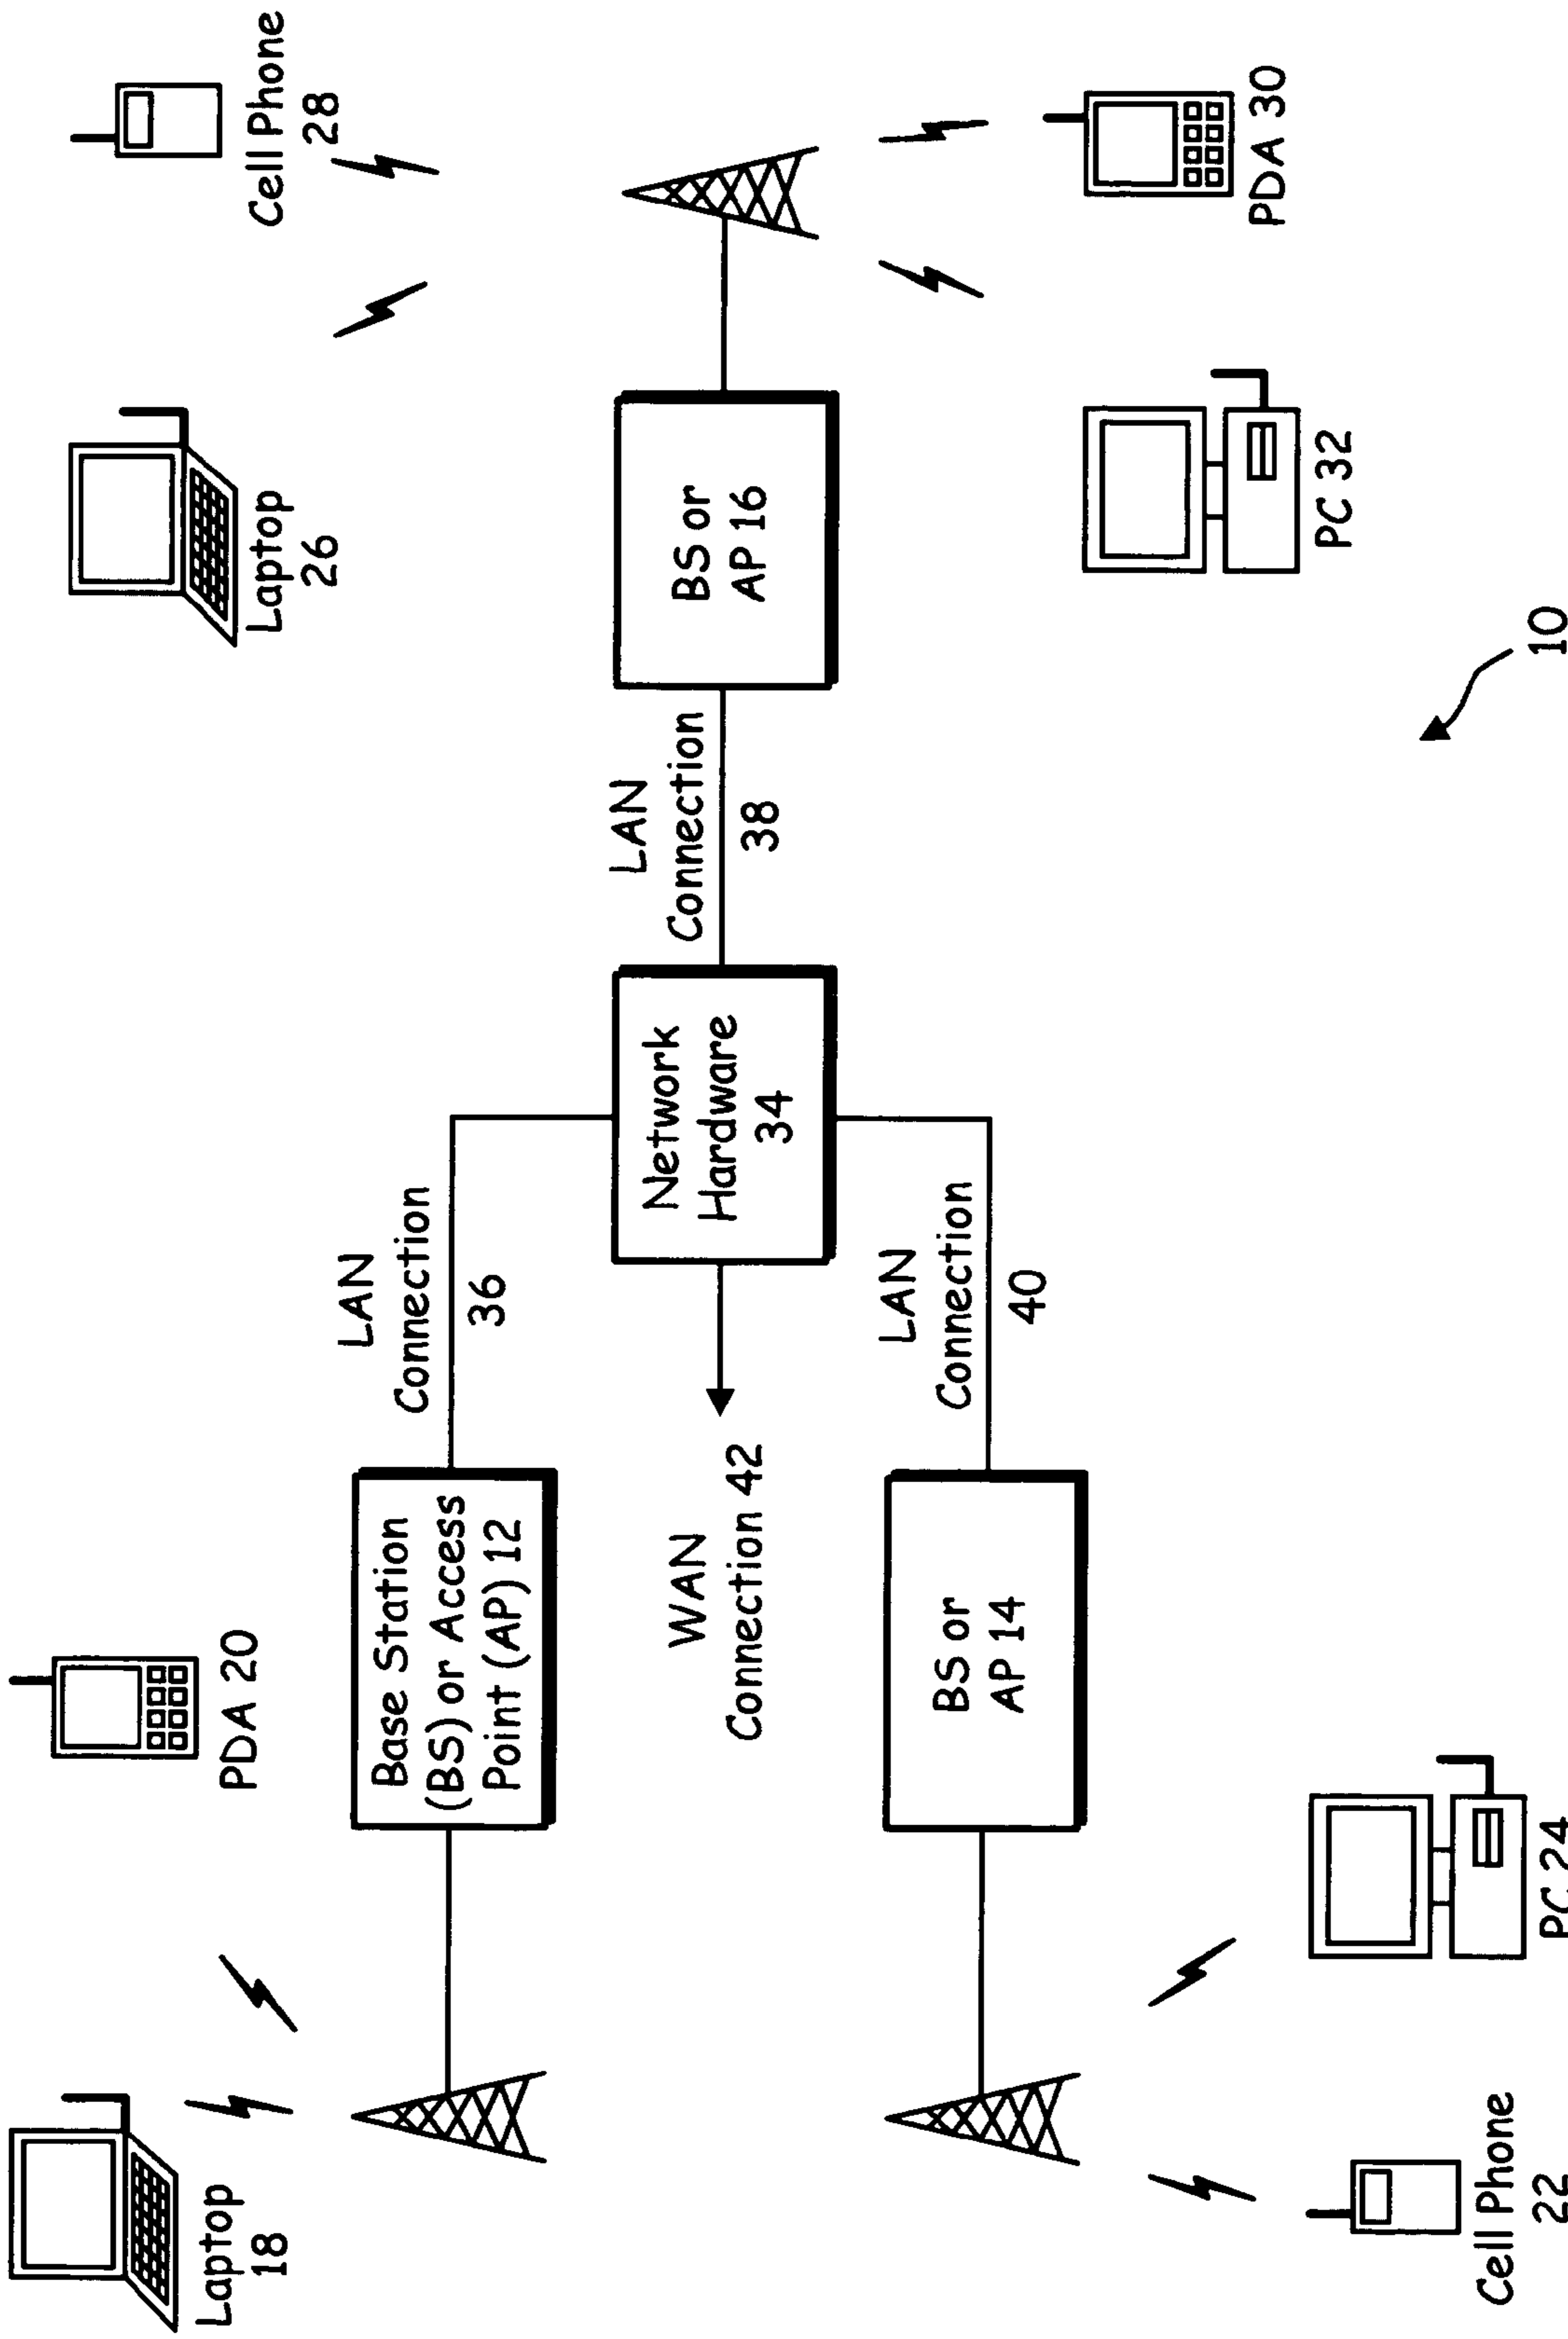 Laptop
18
PDA 20
Laptop
26
Cell Phone
28
Base Station
(BS) or Access
Point (AP) 12
LAN
Connection
36
WAN
Connection 42
Network
Hardware
34
LAN
Connection
38
BS or
AP 16
BS or
AP 14
LAN
Connection
40
Cell Phone
22
PC 24
PC 32
PDA 30
10